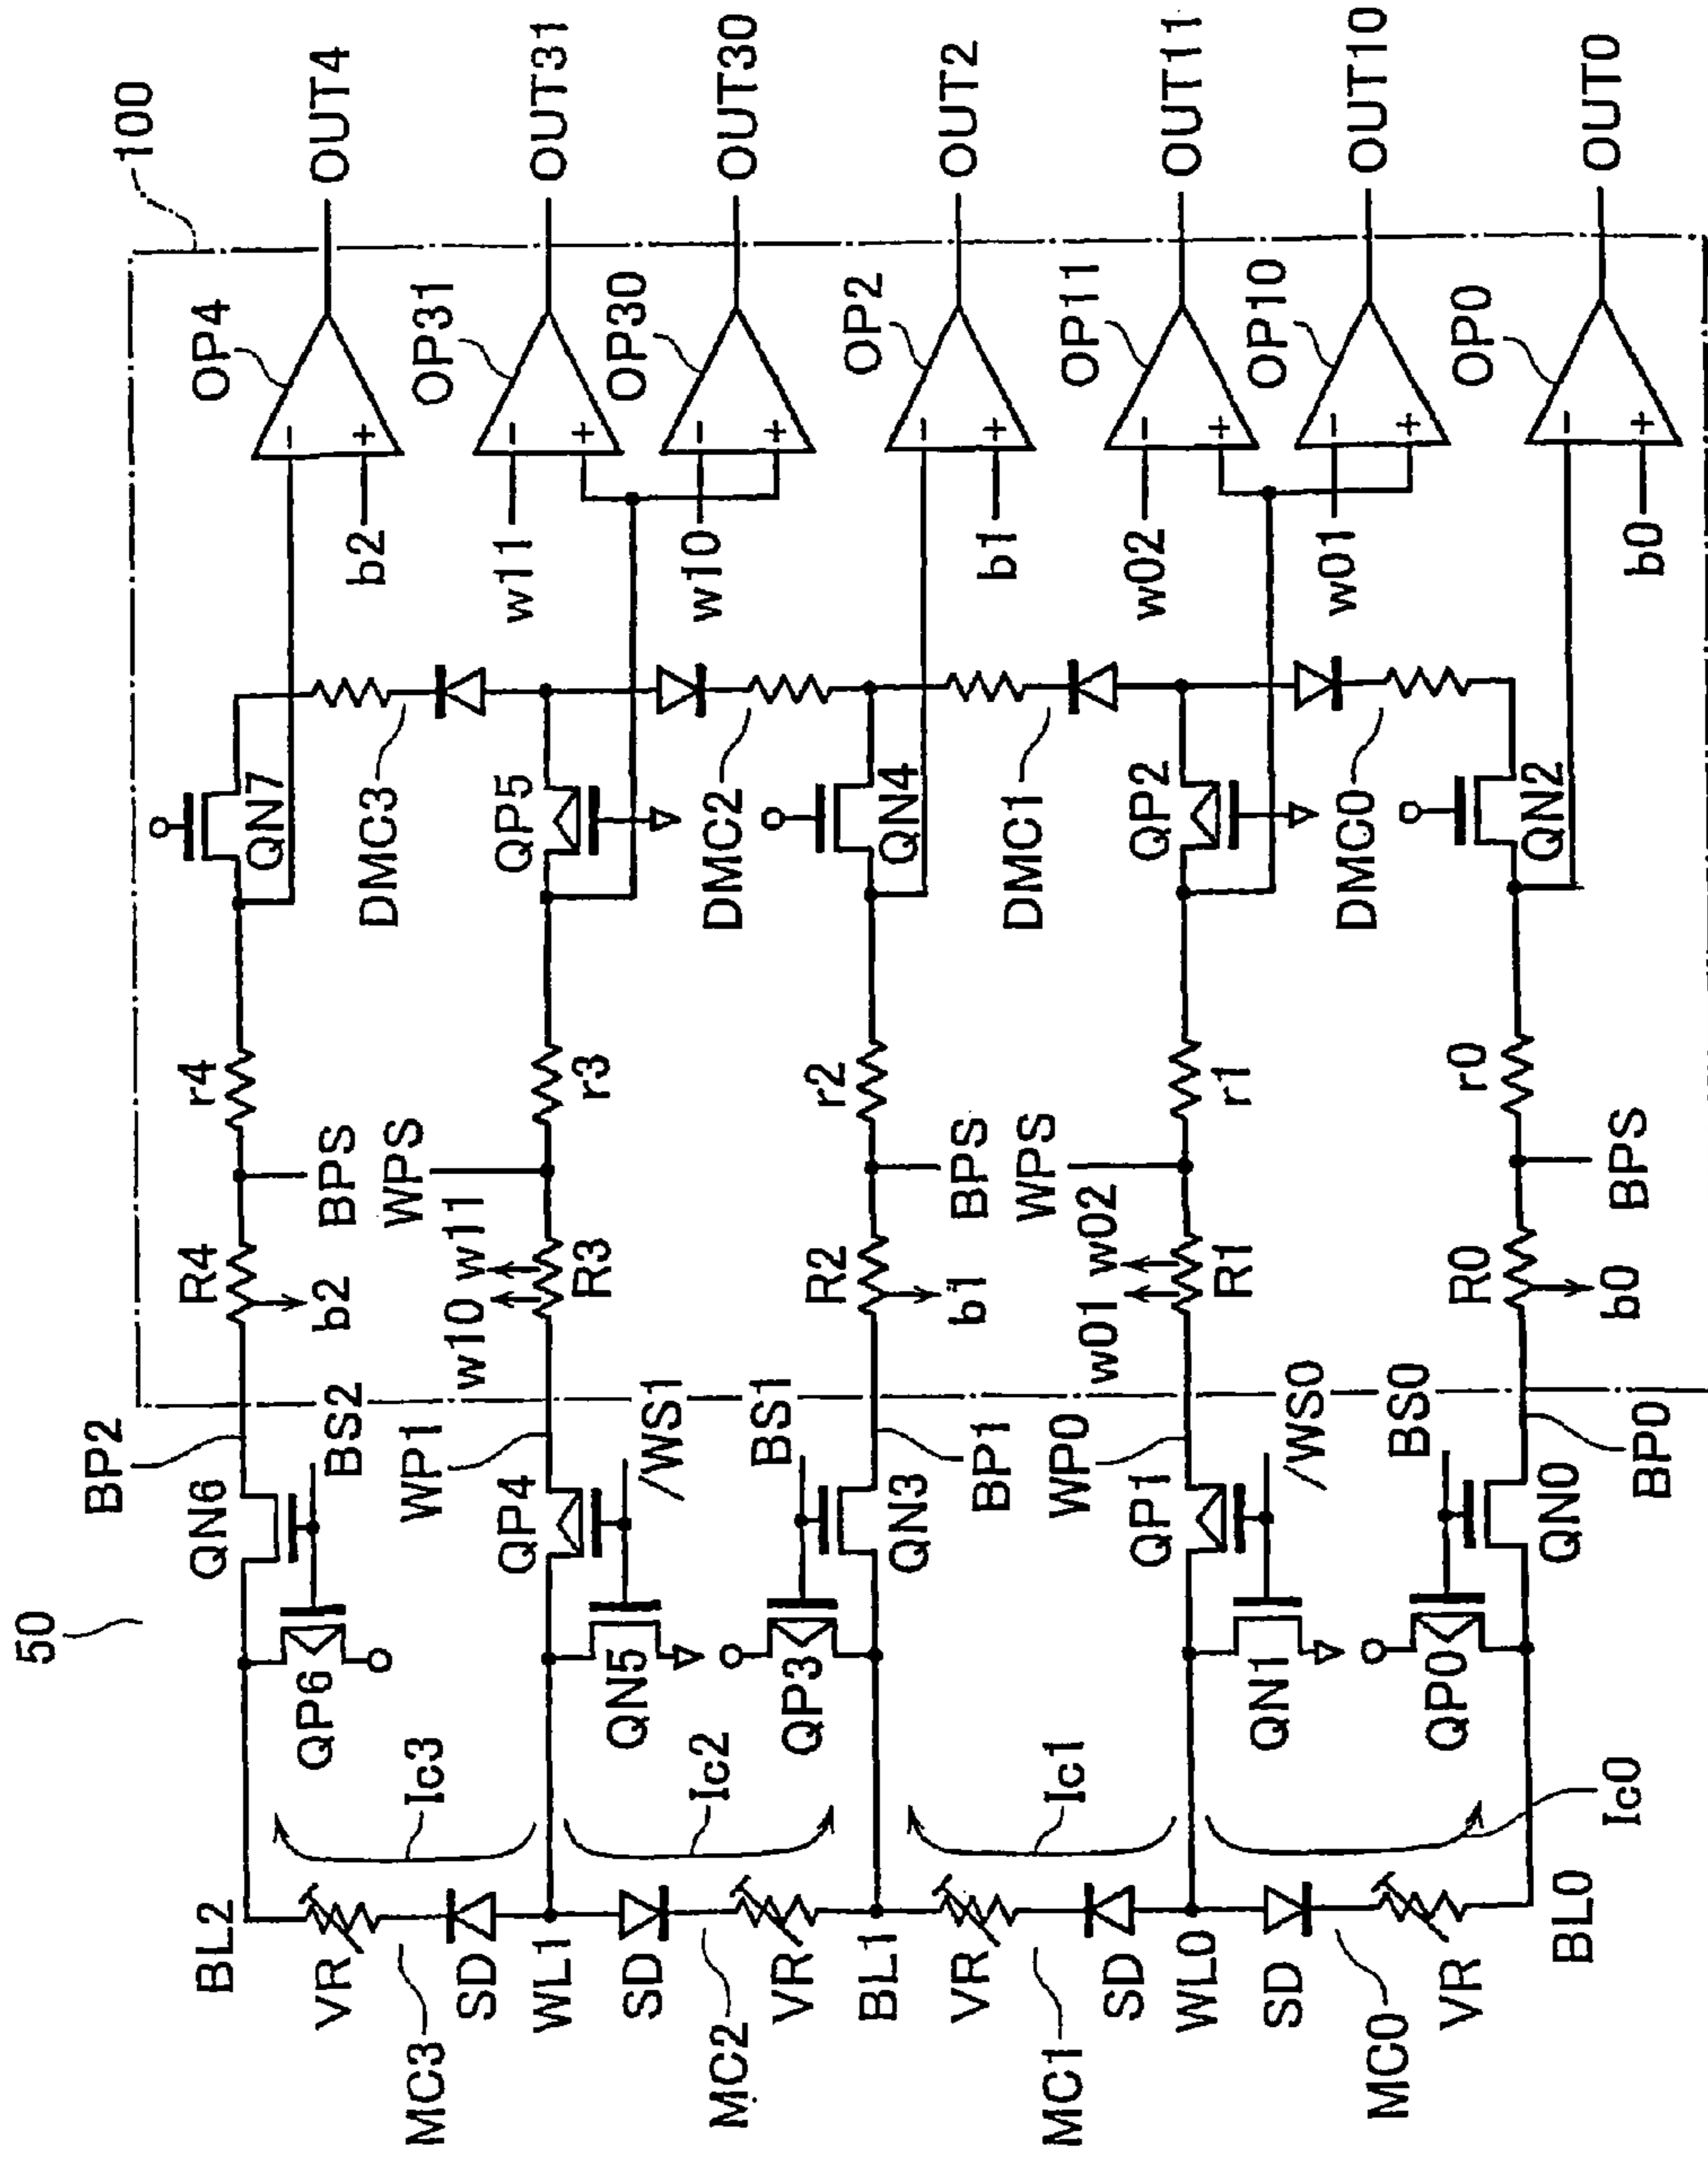 100
50
OUT4
OUT31
OUT30
OUT2
OUT11
OUT10
OUT0
OP4
OP31
OP30
OP2
OP11
OP10
OP0
-
+
-
+
-
+
-
+
-
+
-
+
-
+
b2
w11
w10
b1
w02
w01
b0
QN7
DMC3
QP5
DMC2
QN4
DMC1
QP2
DMC0
QN2
r4
r3
r2
r1
r0
BPS
WPS
BPS
WPS
BPS
R4
b2
w10 w11
R3
R2
b1
w01 w02
R1
R0
b0
BP2
BS2
WP1
/WS1
BS1
BP1
WP0
/WS0
BS0
BP0
QN6
QP4
QN3
QP1
QN0
QP6
QN5
QP3
QN1
QP0
Ic3
Ic2
Ic1
Ic0
BL2
VR
SD
WL1
SD
VR
BL1
VR
SD
WL0
SD
VR
BL0
MC3
MC2
MC1
MC0